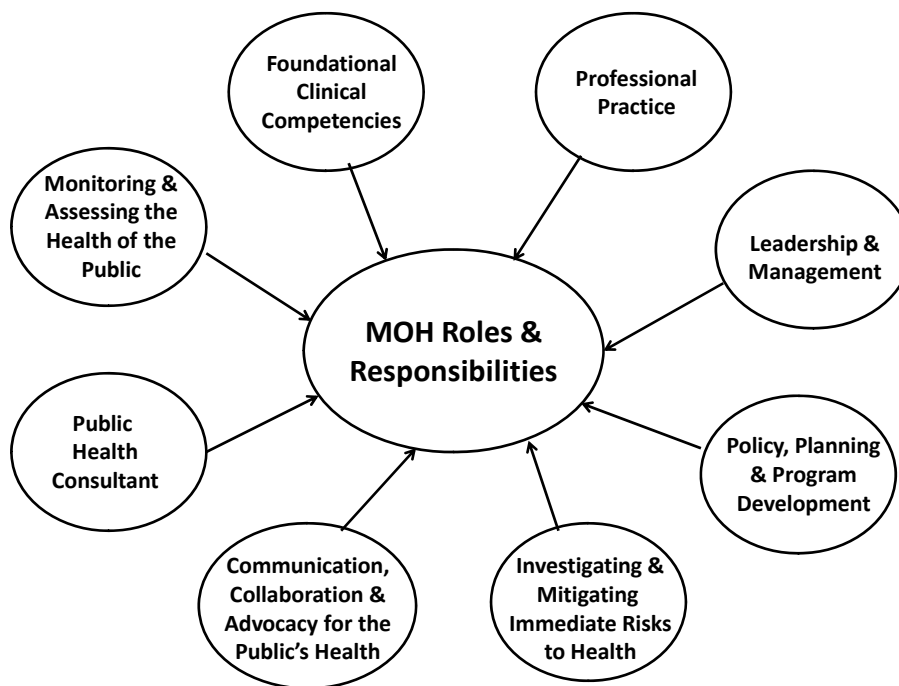 Foundational
Clinical
Competencies
Professional
Practice
Monitoring &
Assessing the
Health of the
Public
Leadership &
Management
MOH Roles &
Responsibilities
Public
Health
Consultant
Policy, Planning
& Program
Development
Communication,
Collaboration &
Advocacy for the
Public's Health
Investigating &
Mitigating
Immediate Risks
to Health